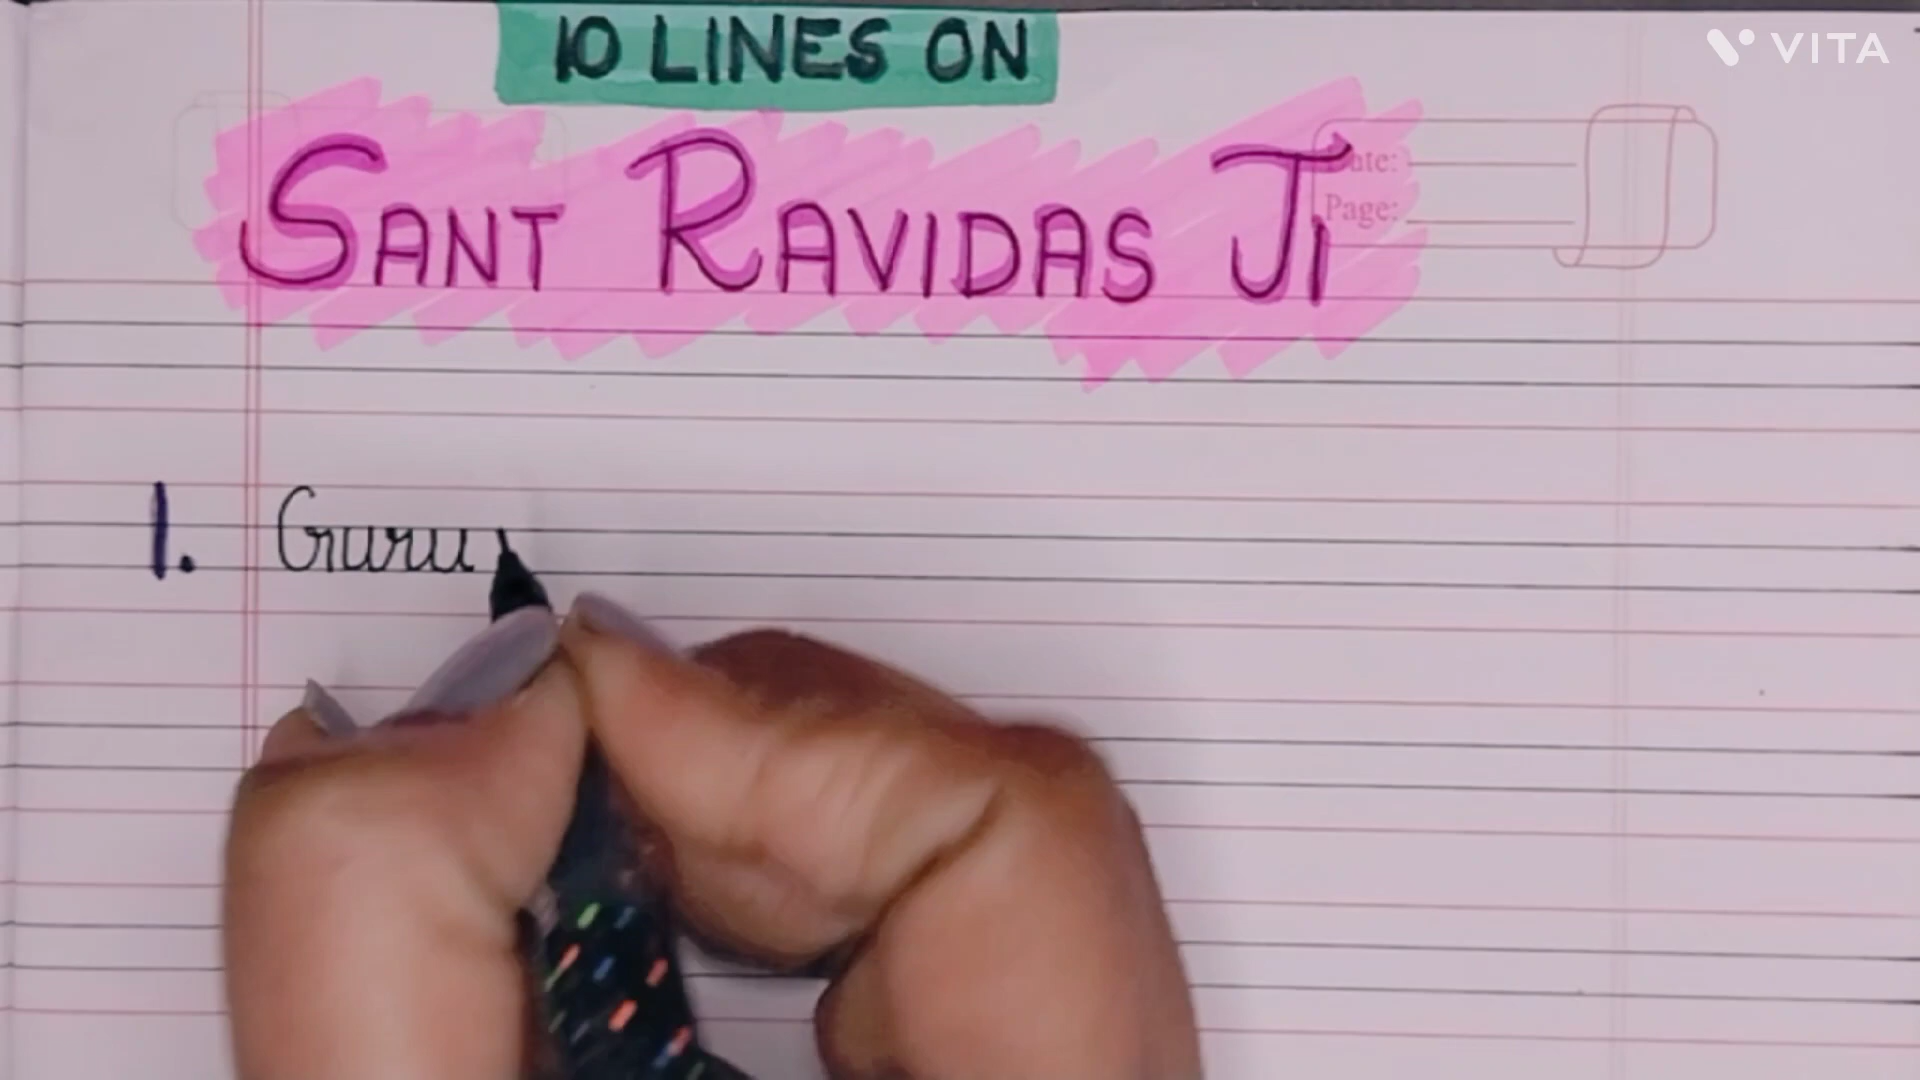 10 LINES ON
VITA
SANT RAVIDAS JI
Date:
Page:
1. Guru